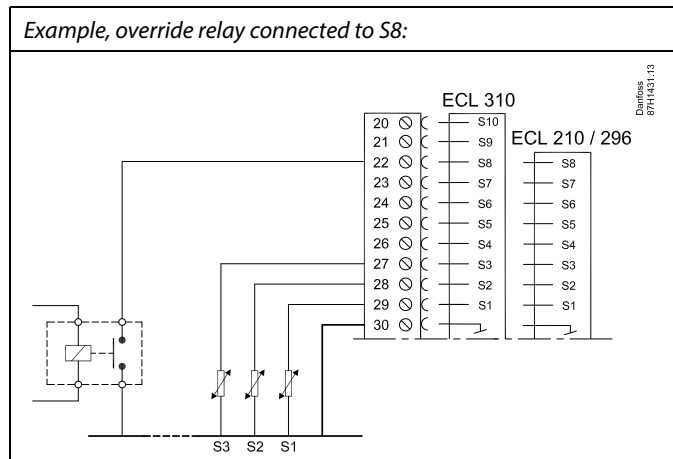 Example, override relay connected to S8:
Danfoss
87H1431.13
ECL 310
ECL 210 / 296
20 S10
21 S9
22 S8 S8
23 S7 S7
24 S6 S6
25 S5 S5
26 S4 S4
27 S3 S3
28 S2 S2
29 S1 S1
30
S3 S2 S1